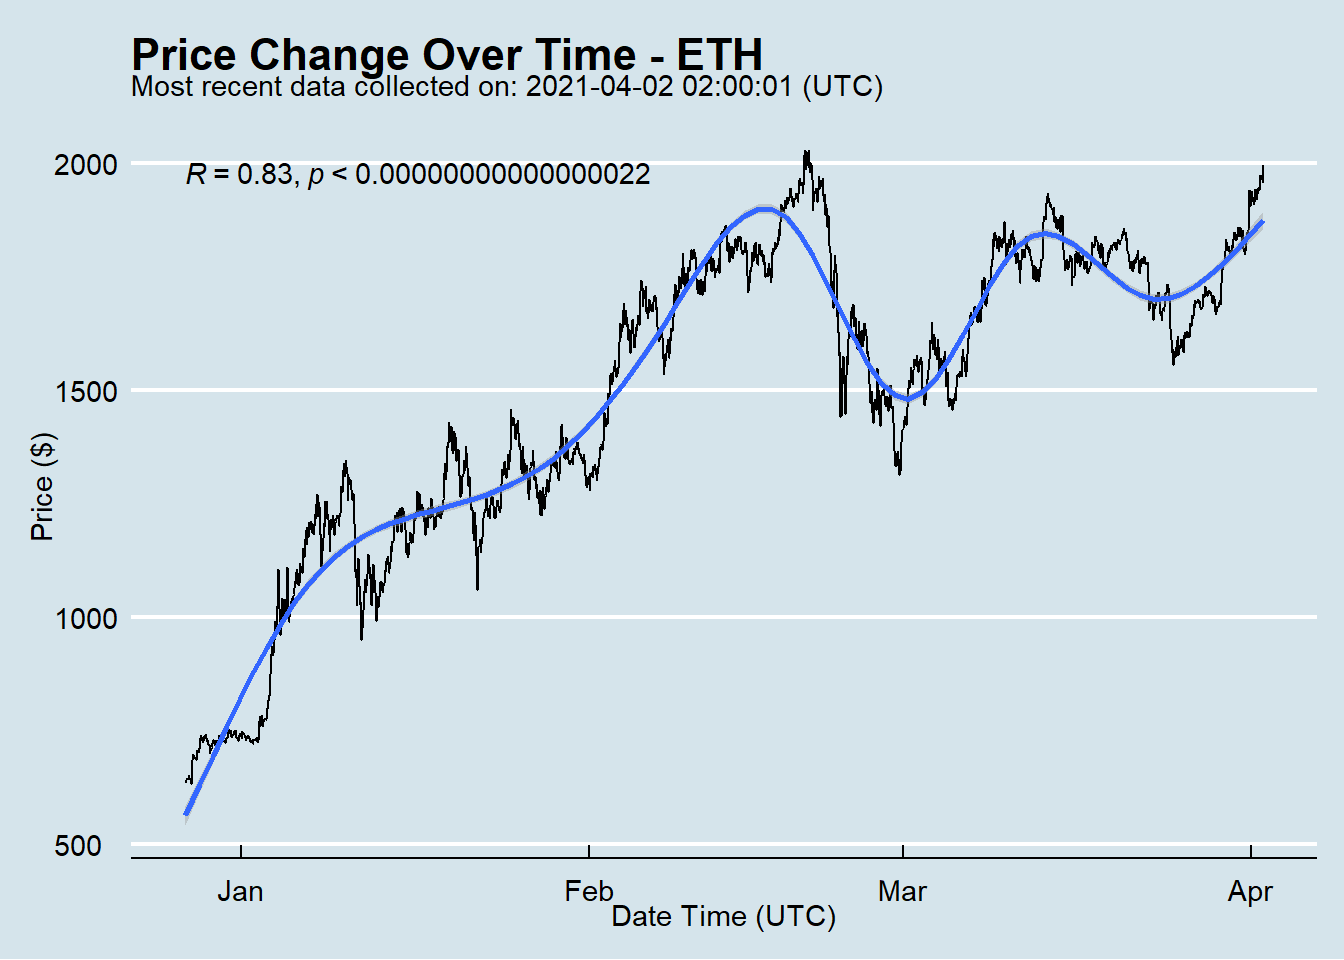 Price Change Over Time - ETH
Most recent data collected on: 2021-04-02 02:00:01 (UTC)
R = 0.83, p < 0.00000000000000022
2000
1500
1000
500
Price ($)
Jan Feb Mar Apr
Date Time (UTC)